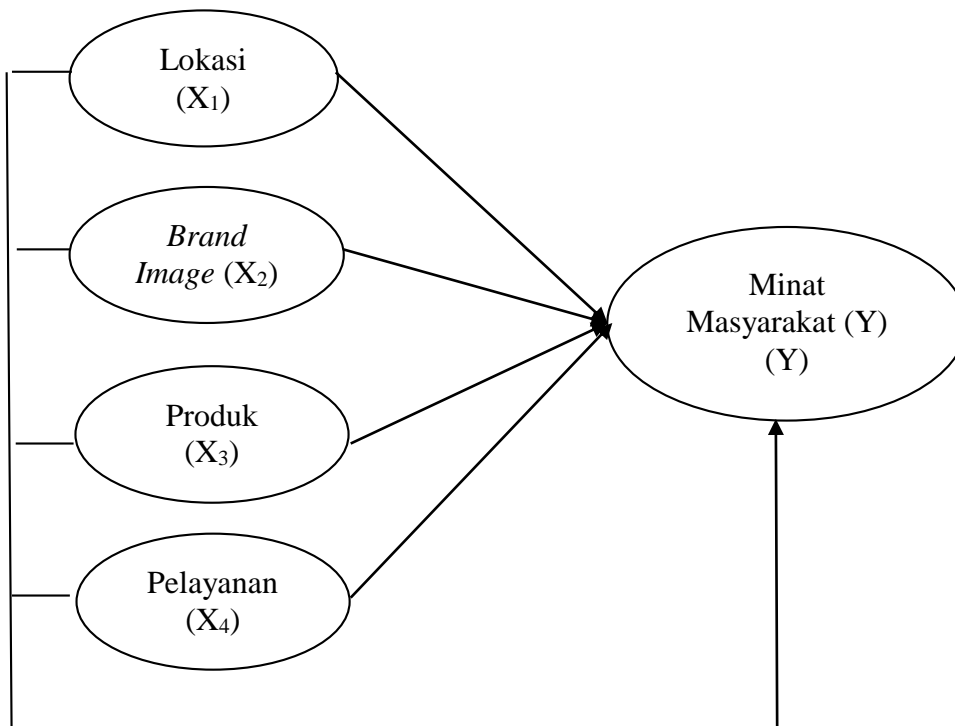 Lokasi
(X₁)
Brand
Image (X₂)
Produk
(X₃)
Pelayanan
(X₄)
Minat
Masyarakat (Y)
(Y)